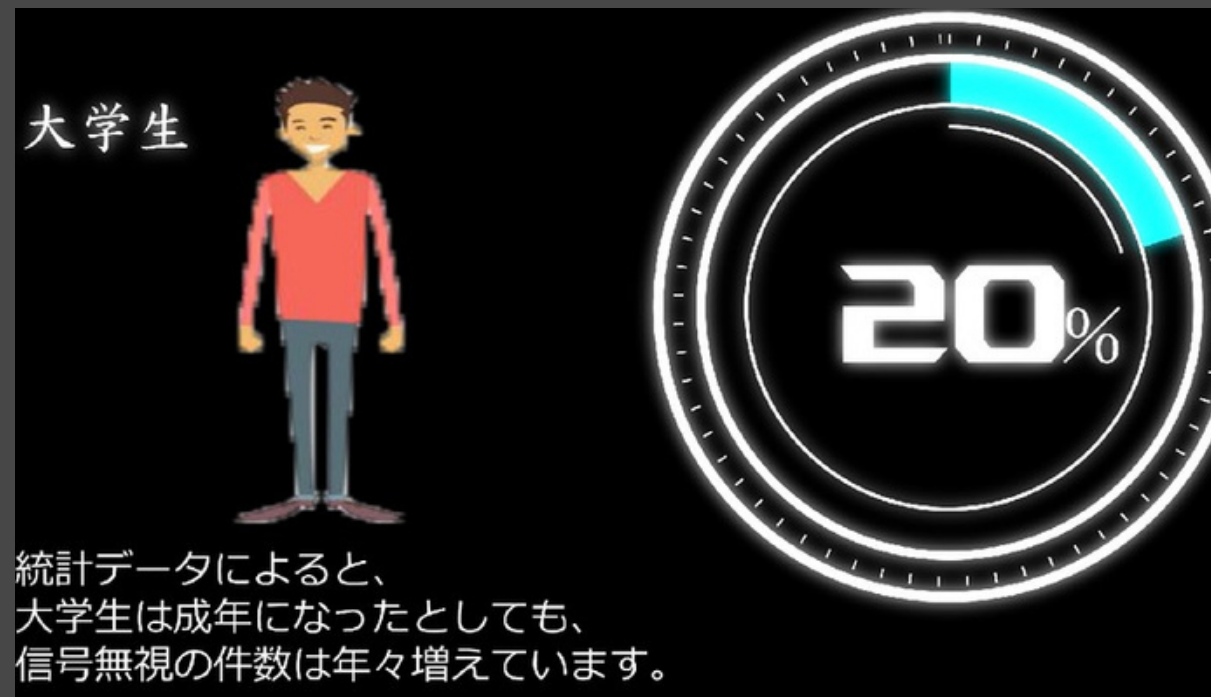 大学生
20%
統計データによると、
大学生は成年になったとしても、
信号無視の件数は年々増えています。